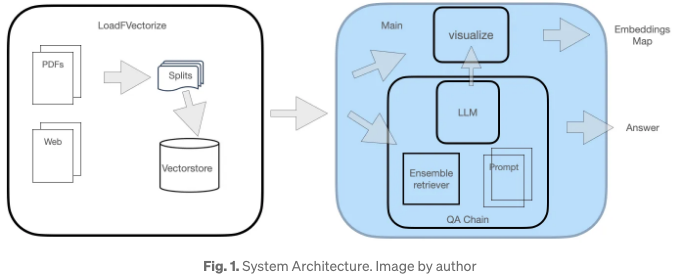 LoadFVectorize
PDFs
Splits
Web
Vectorstore
Main
visualize
Embeddings
Map
LLM
Answer
Ensemble
retriever
Prompt
QA Chain
Fig. 1. System Architecture. Image by author